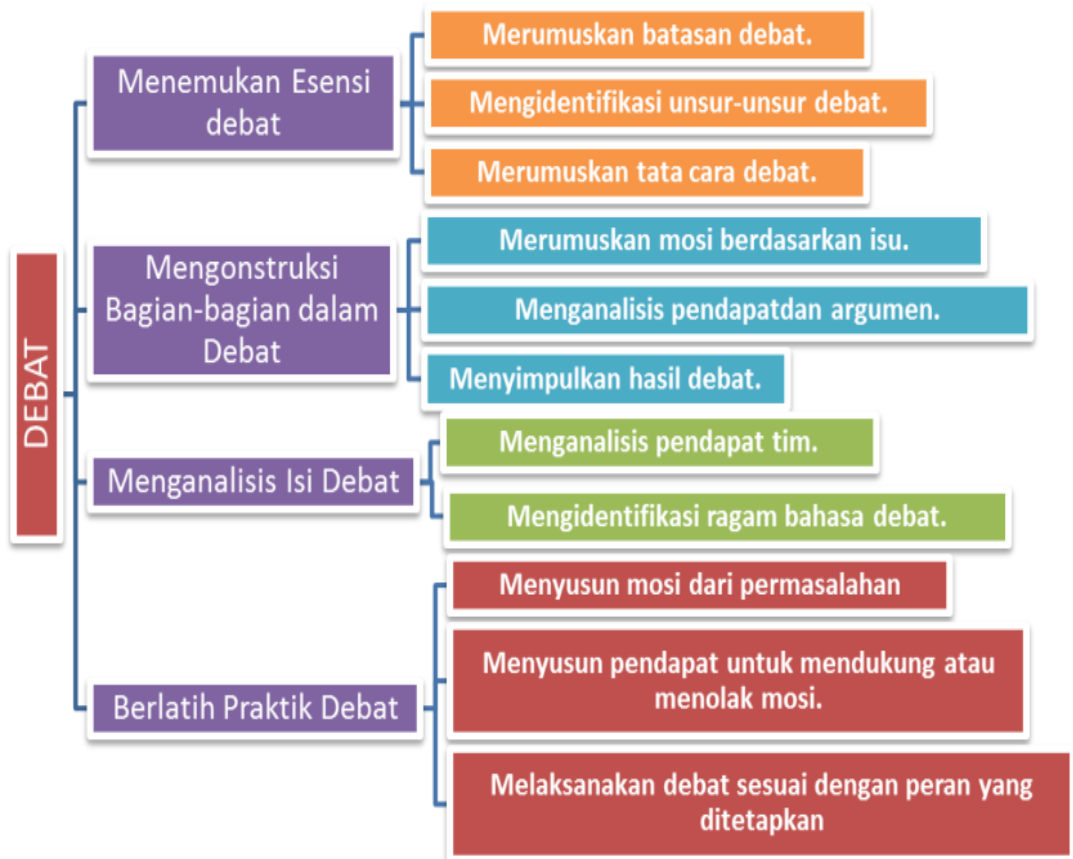 DEBAT
Menemukan Esensi
debat
Merumuskan batasan debat.
Mengidentifikasi unsur-unsur debat.
Merumuskan tata cara debat.
Mengonstruksi
Bagian-bagian dalam
Debat
Merumuskan mosi berdasarkan isu.
Menganalisis pendapatdan argumen.
Menyimpulkan hasil debat.
Menganalisis Isi Debat
Menganalisis pendapat tim.
Mengidentifikasi ragam bahasa debat.
Berlatih Praktik Debat
Menyusun mosi dari permasalahan
Menyusun pendapat untuk mendukung atau
menolak mosi.
Melaksanakan debat sesuai dengan peran yang
ditetapkan